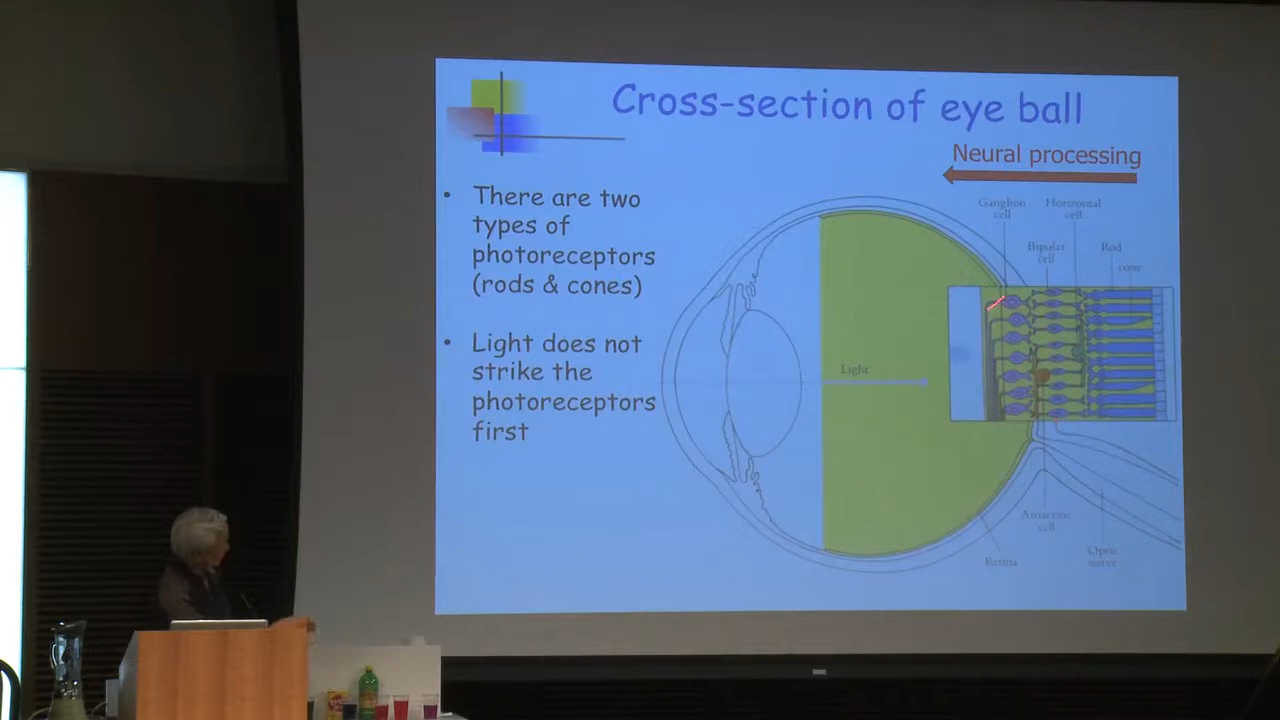 Cross-section of eye ball
Neural processing
• There are two
types of
photoreceptors
(rods & cones)
• Light does not
strike the
photoreceptors
first
Ganglion
cell
Horizontal
cell
Bipolar
cell
Rod
cone
Light
Amacrine
cell
Retina
Optic
nerve